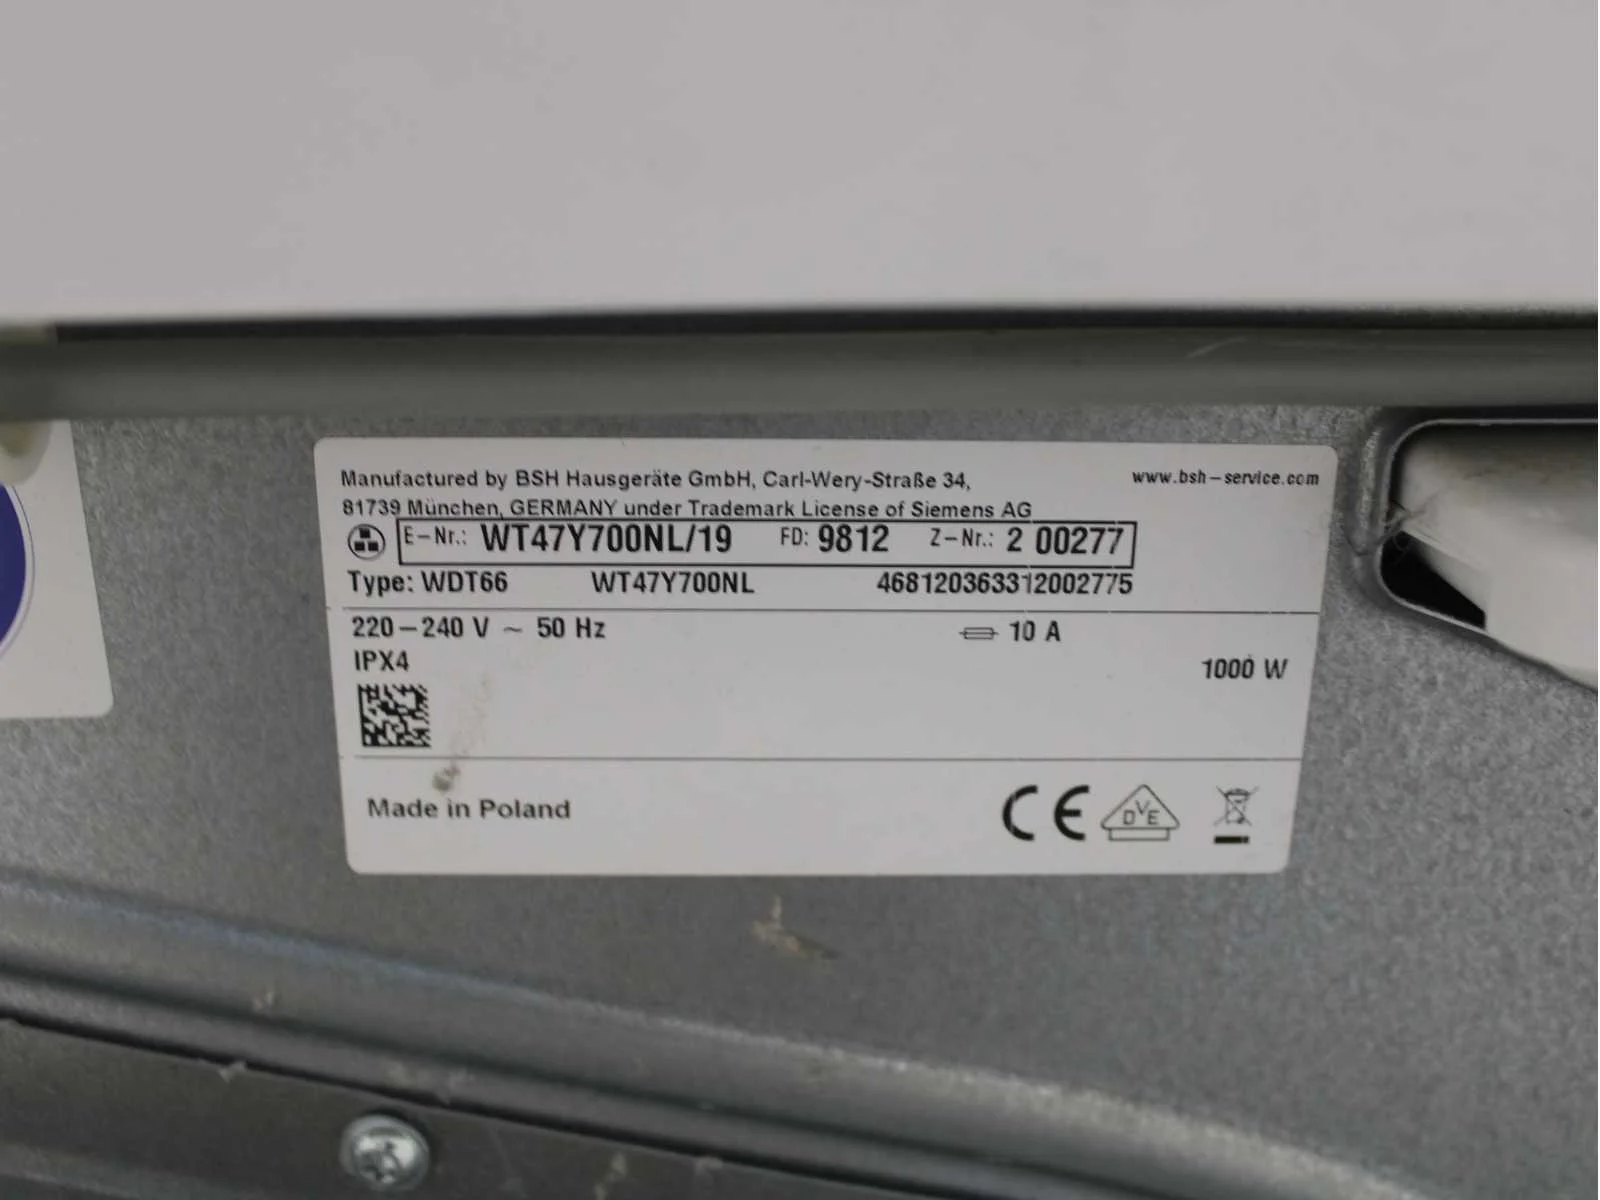 Manufactured by BSH Hausgeräte GmbH, Carl-Wery-Straße 34,
www.bsh-service.com
81739 München, GERMANY under Trademark License of Siemens AG
E-Nr.: WT47Y700NL/19 FD: 9812 Z-Nr.: 2 00277
Type: WDT66 WT47Y700NL 468120363312002775
220-240 V ~ 50 Hz 10 A
IPX4
1000 W
Made in Poland
CE
DVE